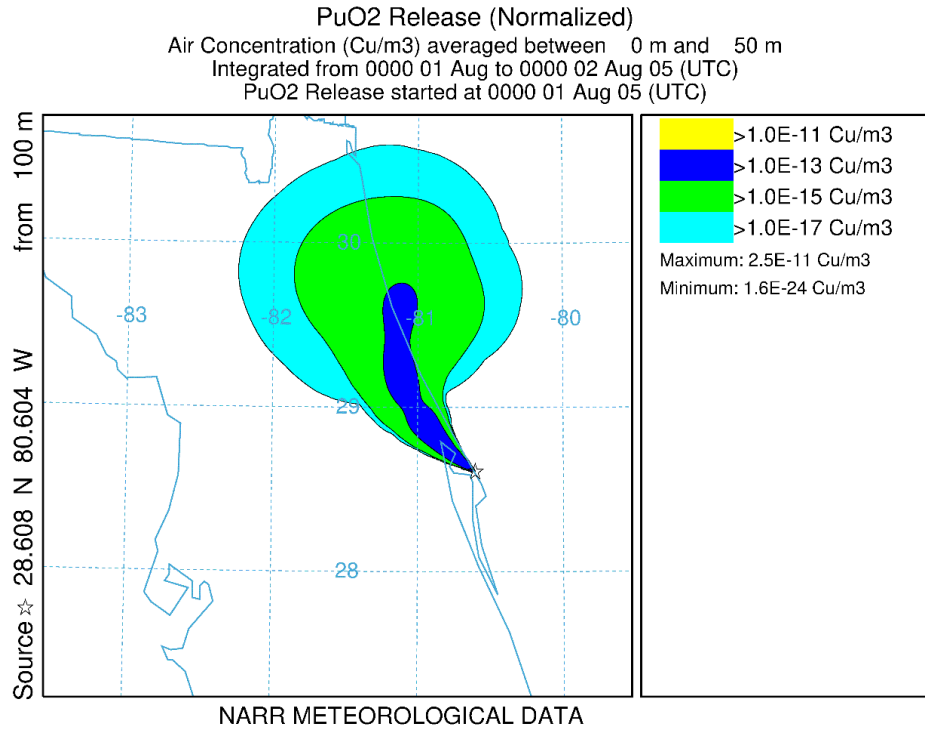 PuO2 Release (Normalized)
Air Concentration (Cu/m3) averaged between 0 m and 50 m
Integrated from 0000 01 Aug to 0000 02 Aug 05 (UTC)
PuO2 Release started at 0000 01 Aug 05 (UTC)
Source ☆ 28.608 N 80.604 W from 100 m
30
-83
-82
-81
-80
29
28
>1.0E-11 Cu/m3
>1.0E-13 Cu/m3
>1.0E-15 Cu/m3
>1.0E-17 Cu/m3
Maximum: 2.5E-11 Cu/m3
Minimum: 1.6E-24 Cu/m3
NARR METEOROLOGICAL DATA